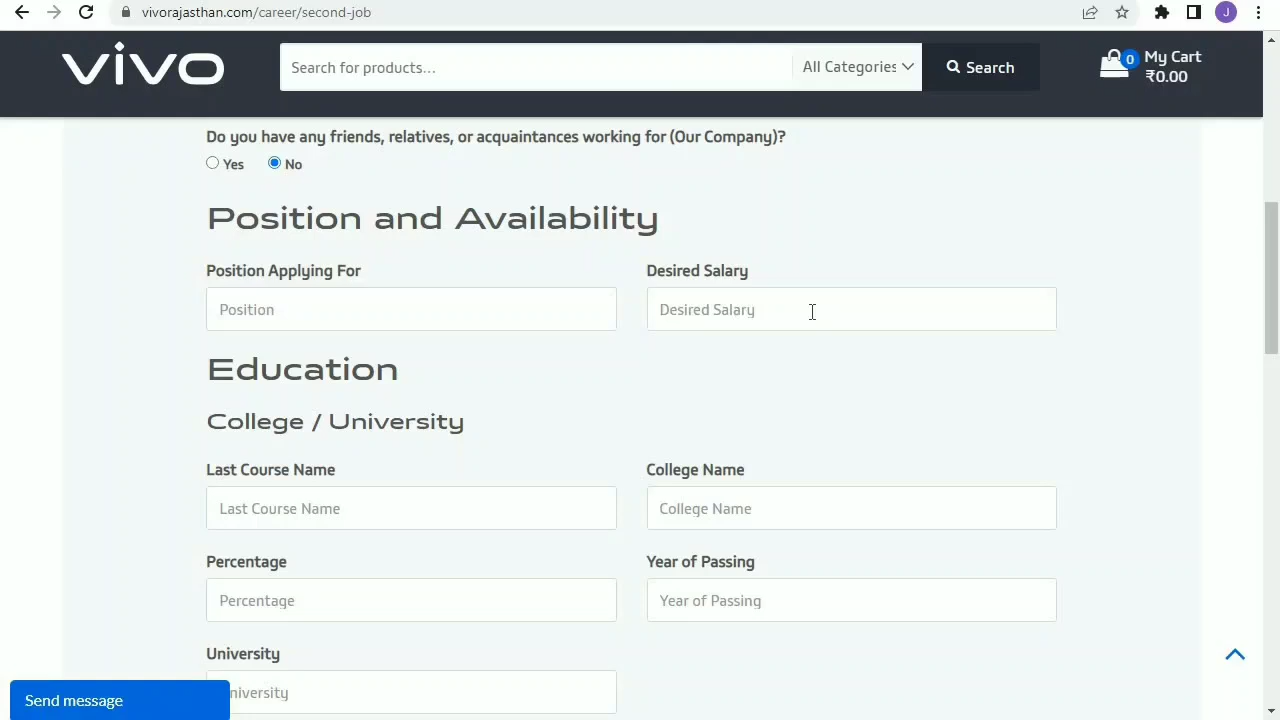 vivorajasthan.com/career/second-job
J
vivo
Search for products...
All Categories
Search
0
My Cart
₹0.00
Do you have any friends, relatives, or acquaintances working for (Our Company)?
Yes
No
Position and Availability
Position Applying For
Desired Salary
Position
Desired Salary
Education
College / University
Last Course Name
College Name
Last Course Name
College Name
Percentage
Year of Passing
Percentage
Year of Passing
University
niversity
Send message